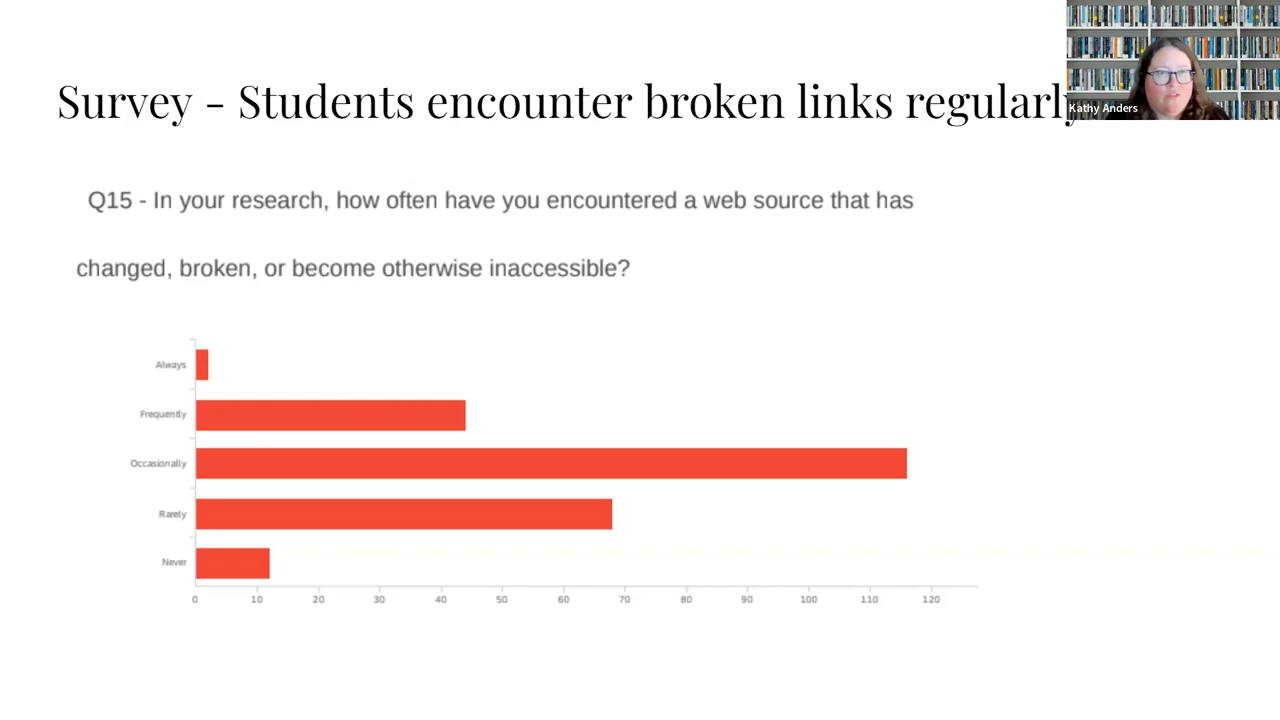 Survey - Students encounter broken links regularly
Kathy Anders
Q15 - In your research, how often have you encountered a web source that has
changed, broken, or become otherwise inaccessible?
Always
Frequently
Occasionally
Rarely
Never
0 10 20 30 40 50 60 70 80 90 100 110 120